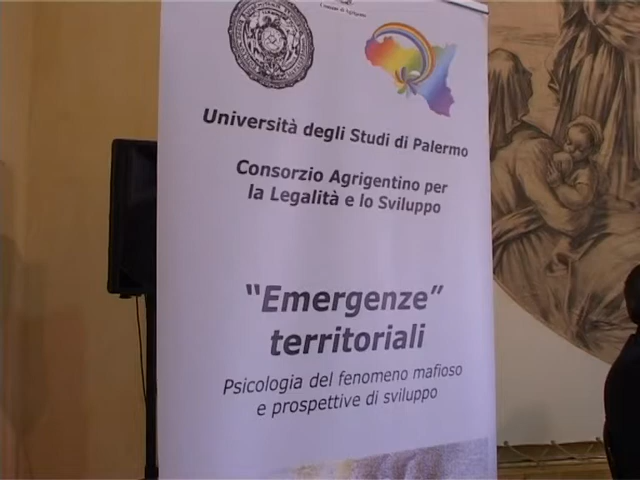 Università degli Studi di Palermo
Consorzio Agrigentino per
la Legalità e lo Sviluppo
"Emergenze"
territoriali
Psicologia del fenomeno mafioso
e prospettive di sviluppo